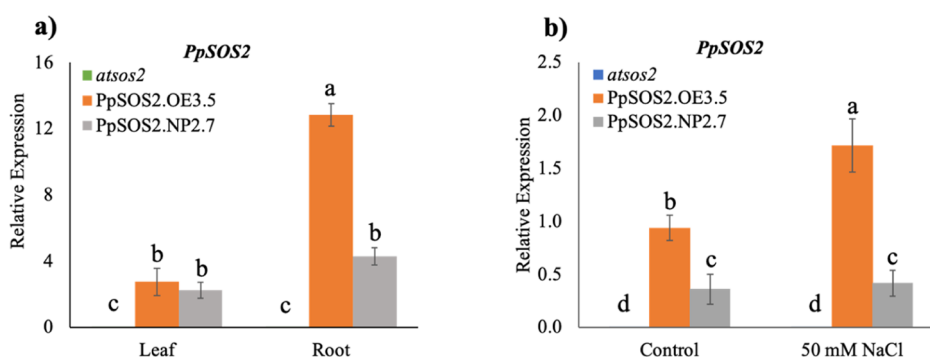 a)
PpSOS2
Relative Expression
16
12
8
4
0
atsos2
PpSOS2.OE3.5
PpSOS2.NP2.7
c
b
b
c
a
b
Leaf
Root
b)
PpSOS2
Relative Expression
2.5
2.0
1.5
1.0
0.5
0.0
atsos2
PpSOS2.OE3.5
PpSOS2.NP2.7
d
b
c
d
a
c
Control
50 mM NaCl